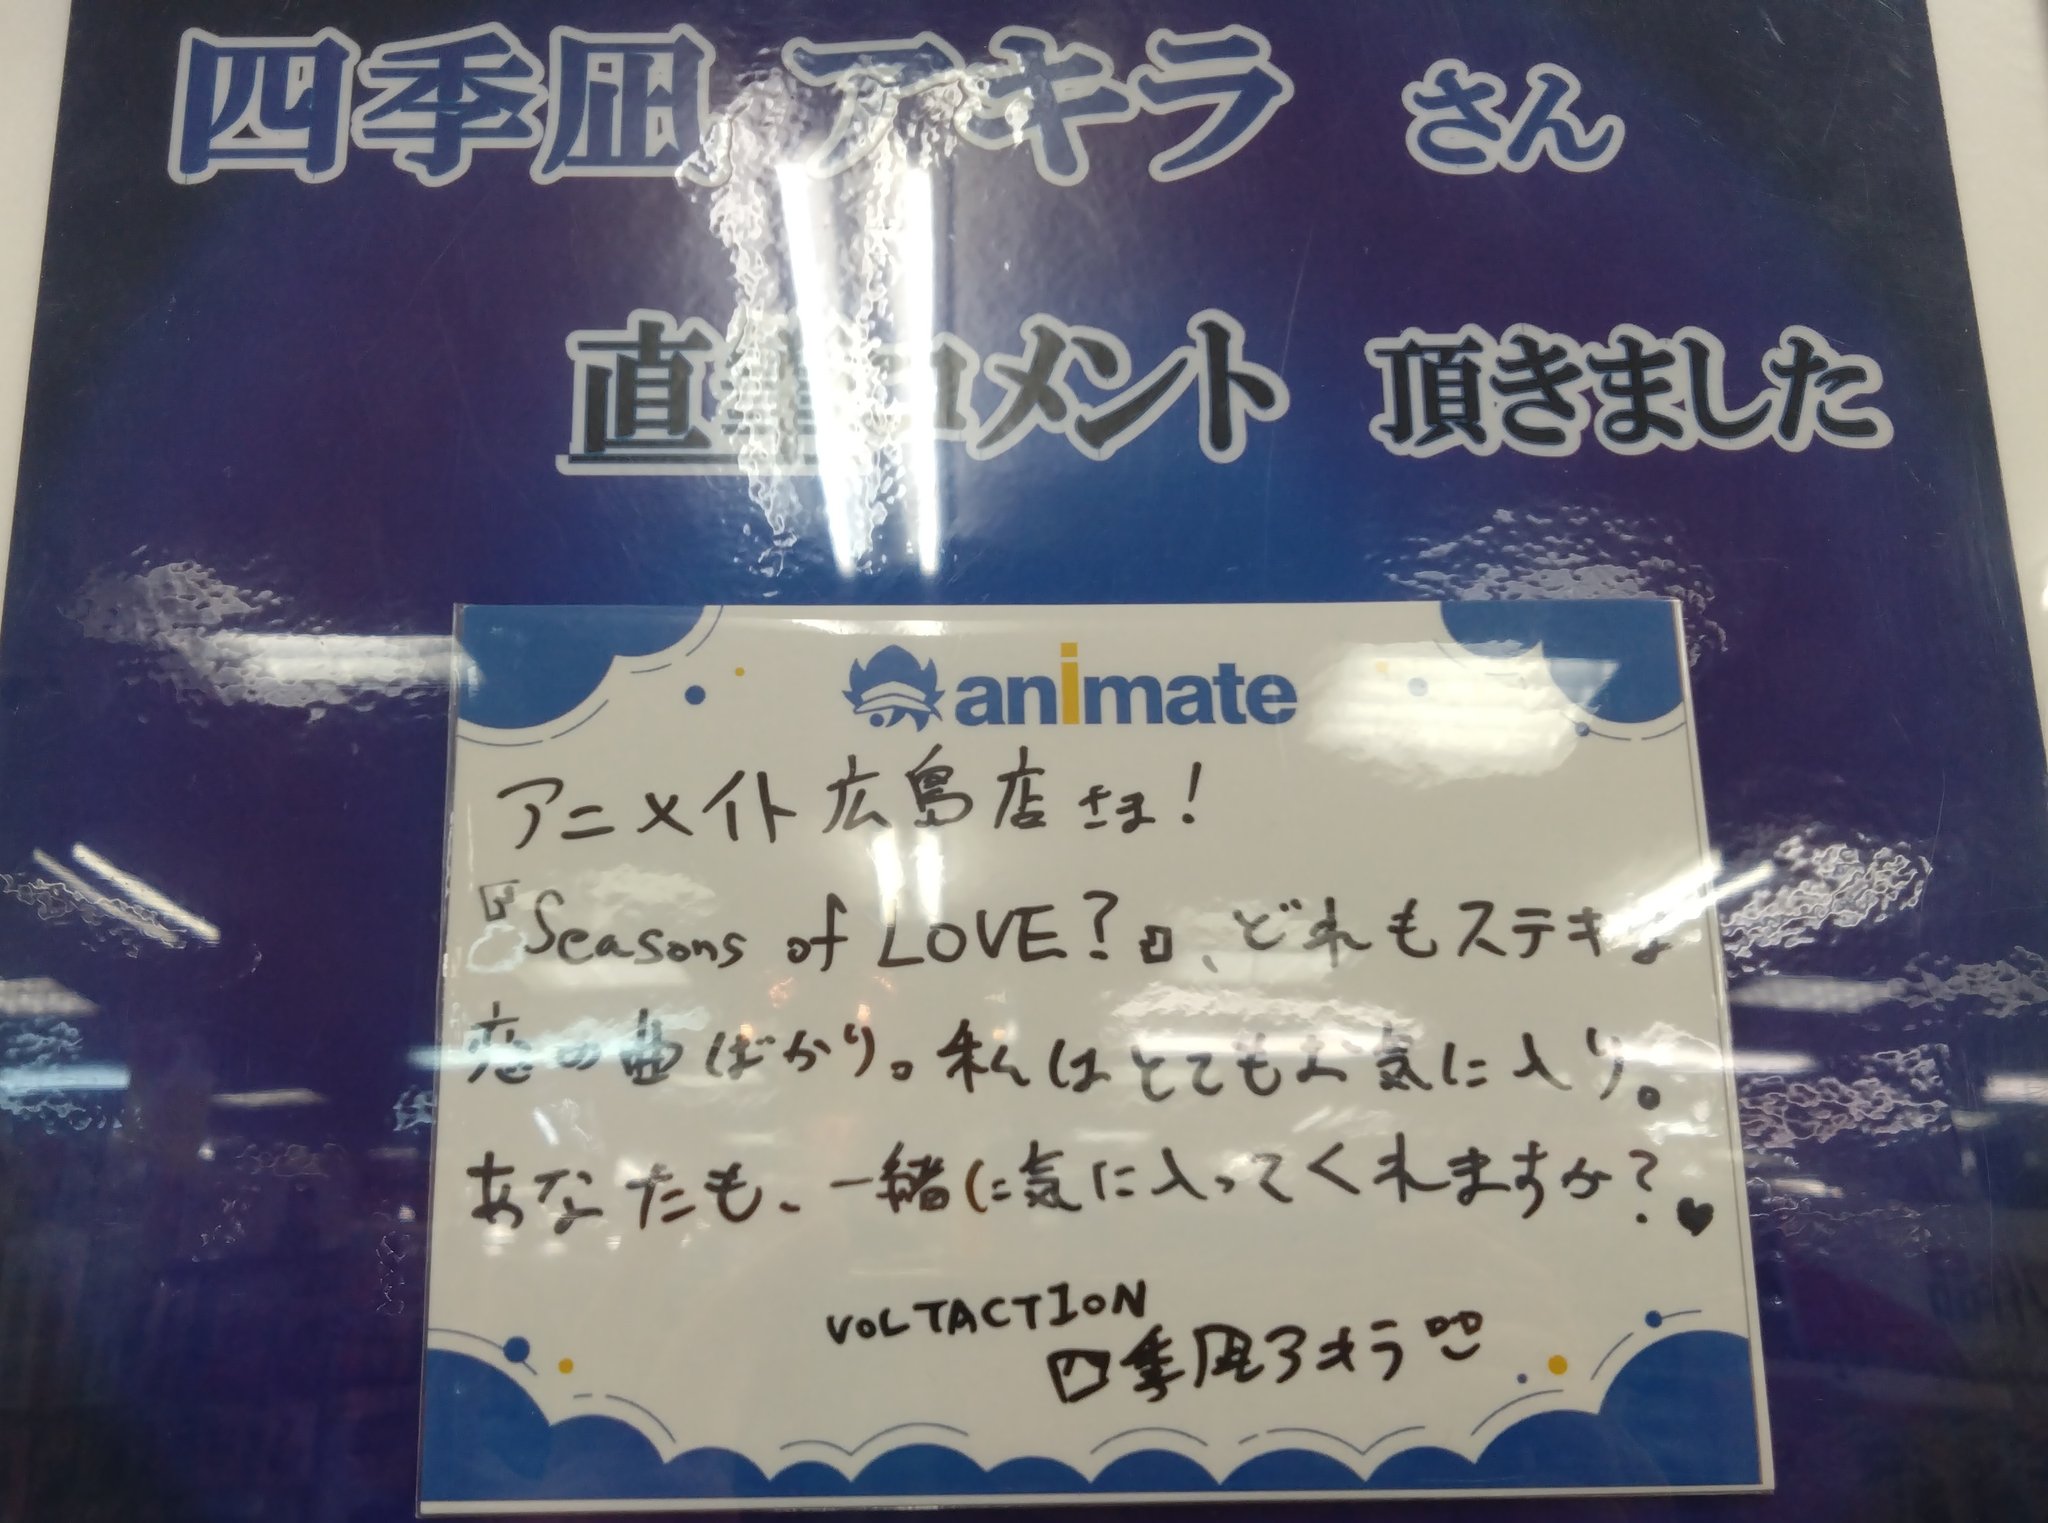 四季凪 アキラ さん
直筆コメント 頂きました
animate
アニメイト広島店さま!
『Seasons of LOVE?』、どれもステキな
恋の曲ばかり。私はとてもお気に入り。
あなたも、一緒に気に入ってくれますか?♥
VOLTACTION
四季凪アキラ